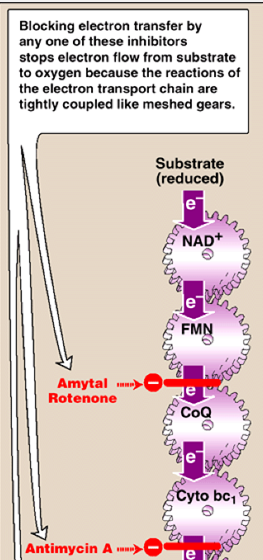 Blocking electron transfer by
any one of these inhibitors
stops electron flow from substrate
to oxygen because the reactions of
the electron transport chain are
tightly coupled like meshed gears.
Substrate
(reduced)
e⁻
NAD⁺
e⁻
FMN
Amytal
Rotenone
e⁻
CoQ
e⁻
Cyto bc₁
Antimycin A
e⁻